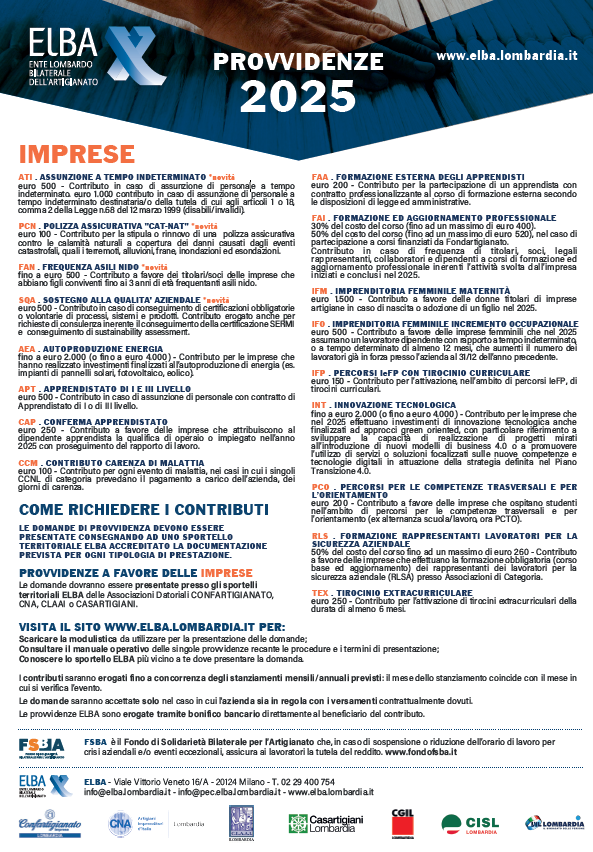 ELBA
ENTE LOMBARDO
BILATERALE
DELL'ARTIGIANATO
PROVVIDENZE
2025
www.elba.lombardia.it
IMPRESE
ATI . ASSUNZIONE A TEMPO INDETERMINATO *novità
euro 500 - Contributo in caso di assunzione di personale a tempo
indeterminato. euro 1.000 contributo in caso di assunzione di personale a
tempo indeterminato destinatario/a della tutela di cui agli articoli 1 o 18,
comma 2 della Legge n.68 del 12 marzo 1999 (disabili/invalidi).
PCN . POLIZZA ASSICURATIVA "CAT-NAT" *novità
euro 100 - Contributo per la stipula o rinnovo di una polizza assicurativa
contro le calamità naturali a copertura dei danni causati dagli eventi
catastrofali, quali i terremoti, alluvioni, frane, inondazioni ed esondazioni.
FAN . FREQUENZA ASILI NIDO *novità
fino a euro 500 - Contributo a favore dei titolari/soci delle imprese che
abbiano figli conviventi fino ai 3 anni di età frequentanti asili nido.
SQA . SOSTEGNO ALLA QUALITA' AZIENDALE *novità
euro 500 - Contributo in caso di conseguimento di certificazioni obbligatorie
o volontarie di processi, sistemi e prodotti. Contributo erogato anche per
richieste di consulenza inerente il conseguimento della certificazione SERMI
e conseguimento di sustainability assessment.
AEA . AUTOPRODUZIONE ENERGIA
fino a euro 2.000 (o fino a euro 4.000) - Contributo per le imprese che
hanno realizzato investimenti finalizzati all'autoproduzione di energia (es.
impianti di pannelli solari, fotovoltaico, eolico).
APT . APPRENDISTATO DI I E III LIVELLO
euro 500 - Contributo in caso di assunzione di personale con contratto di
Apprendistato di I o di III livello.
CAP . CONFERMA APPRENDISTATO
euro 250 - Contributo a favore delle imprese che attribuiscono al
dipendente apprendista la qualifica di operaio o impiegato nell'anno
2025 con proseguimento del rapporto di lavoro.
CCM . CONTRIBUTO CARENZA DI MALATTIA
euro 100 - Contributo per ogni evento di malattia, nei casi in cui i singoli
CCNL di categoria prevedano il pagamento a carico dell'azienda, dei
giorni di carenza.
COME RICHIEDERE I CONTRIBUTI
LE DOMANDE DI PROVVIDENZA DEVONO ESSERE
PRESENTATE CONSEGNANDO AD UNO SPORTELLO
TERRITORIALE ELBA ACCREDITATO LA DOCUMENTAZIONE
PREVISTA PER OGNI TIPOLOGIA DI PRESTAZIONE.
PROVVIDENZE A FAVORE DELLE IMPRESE
Le domande dovranno essere presentate presso gli sportelli
territoriali ELBA delle Associazioni Datoriali CONFARTIGIANATO,
CNA, CLAAI o CASARTIGIANI.
FAA . FORMAZIONE ESTERNA DEGLI APPRENDISTI
euro 200 - Contributo per la partecipazione di un apprendista con
contratto professionalizzante al corso di formazione esterna secondo
le disposizioni di legge ed amministrative.
FAI . FORMAZIONE ED AGGIORNAMENTO PROFESSIONALE
30% del costo del corso (fino ad un massimo di euro 400).
50% del costo del corso (fino ad un massimo di euro 520), nel caso di
partecipazione a corsi finanziati da Fondartigianato.
Contributo in caso di frequenza di titolari, soci, legali
rappresentanti, collaboratori e dipendenti a corsi di formazione ed
aggiornamento professionale inerenti l'attività svolta dall'impresa
iniziati e conclusi nel 2025.
IFM . IMPRENDITORIA FEMMINILE MATERNITÀ
euro 1500 - Contributo a favore delle donne titolari di imprese
artigiane in caso di nascita o adozione di un figlio nel 2025.
IFO . IMPRENDITORIA FEMMINILE INCREMENTO OCCUPAZIONALE
euro 500 - Contributo a favore delle imprese femminili che nel 2025
assumano un lavoratore dipendente con rapporto a tempo indeterminato,
o a tempo determinato di almeno 12 mesi, che aumenti il numero dei
lavoratori già in forza presso l'azienda al 31/12 dell'anno precedente.
IFP . PERCORSI IeFP CON TIROCINIO CURRICULARE
euro 150 - Contributo per l'attivazione, nell'ambito di percorsi IeFP, di
tirocini curriculari.
INT . INNOVAZIONE TECNOLOGICA
fino a euro 2.000 (o fino a euro 4.000) - Contributo per le imprese che
nel 2025 effettuano investimenti di innovazione tecnologica anche
finalizzati ad approcci green oriented, con particolare riferimento a
sviluppare la capacità di realizzazione di progetti mirati
all'introduzione di nuovi modelli di business 4.0 o a promuovere
l'utilizzo di servizi o soluzioni focalizzati sulle nuove competenze e
tecnologie digitali in attuazione della strategia definita nel Piano
Transizione 4.0.
PCO . PERCORSI PER LE COMPETENZE TRASVERSALI E PER
L'ORIENTAMENTO
euro 200 - Contributo a favore delle imprese che ospitano studenti
nell'ambito di percorsi per le competenze trasversali e per
l'orientamento (ex alternanza scuola/lavoro, ora PCTO).
RLS . FORMAZIONE RAPPRESENTANTI LAVORATORI PER LA
SICUREZZA AZIENDALE
50% del costo del corso fino ad un massimo di euro 260 - Contributo
a favore delle imprese che effettuano la formazione obbligatoria (corso
base ed aggiornamento) dei rappresentanti dei lavoratori per la
sicurezza aziendale (RLSA) presso Associazioni di Categoria.
TEX . TIROCINIO EXTRACURRICULARE
euro 250 - Contributo per l'attivazione di tirocini extracurriculari della
durata di almeno 6 mesi.
VISITA IL SITO WWW.ELBA.LOMBARDIA.IT PER:
Scaricare la modulistica da utilizzare per la presentazione delle domande;
Consultare il manuale operativo delle singole provvidenze recante le procedure e i termini di presentazione;
Conoscere lo sportello ELBA più vicino a te dove presentare la domanda.
I contributi saranno erogati fino a concorrenza degli stanziamenti mensili/annuali previsti: il mese dello stanziamento coincide con il mese in
cui si verifica l'evento.
Le domande saranno accettate solo nel caso in cui l'azienda sia in regola con i versamenti contrattualmente dovuti.
Le provvidenze ELBA sono erogate tramite bonifico bancario direttamente al beneficiario del contributo.
FSBA
FSBA è il Fondo di Solidarietà Bilaterale per l'Artigianato che, in caso di sospensione o riduzione dell'orario di lavoro per
crisi aziendali e/o eventi eccezionali, assicura ai lavoratori la tutela del reddito. www.fondofsba.it
ELBA
ENTE LOMBARDO
BILATERALE
DELL'ARTIGIANATO
ELBA - Viale Vittorio Veneto 16/A - 20124 Milano - T. 02 29 400 754
info@elba.lombardia.it - info@pec.elba.lombardia.it - www.elba.lombardia.it
Confartigianato
Imprese
LOMBARDIA
CNA
Artigiani
Imprenditori
d'Italia
Lombardia
Casartigiani
Lombardia
CGIL
LOMBARDIA
CISL
LOMBARDIA
UIL LOMBARDIA